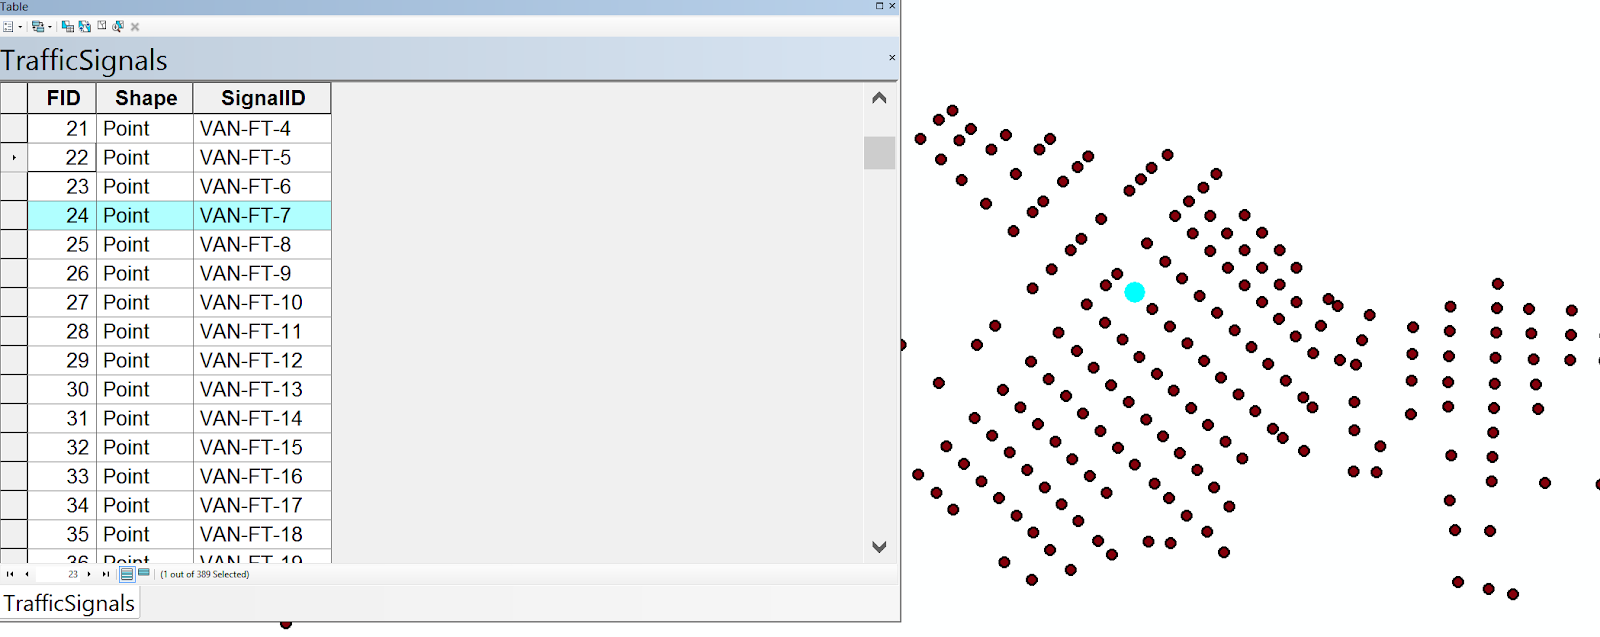 Table
TrafficSignals
FID Shape SignalID
21 Point VAN-FT-4
22 Point VAN-FT-5
23 Point VAN-FT-6
24 Point VAN-FT-7
25 Point VAN-FT-8
26 Point VAN-FT-9
27 Point VAN-FT-10
28 Point VAN-FT-11
29 Point VAN-FT-12
30 Point VAN-FT-13
31 Point VAN-FT-14
32 Point VAN-FT-15
33 Point VAN-FT-16
34 Point VAN-FT-17
35 Point VAN-FT-18
36 Point VAN-FT-19
23 (1 out of 389 Selected)
TrafficSignals